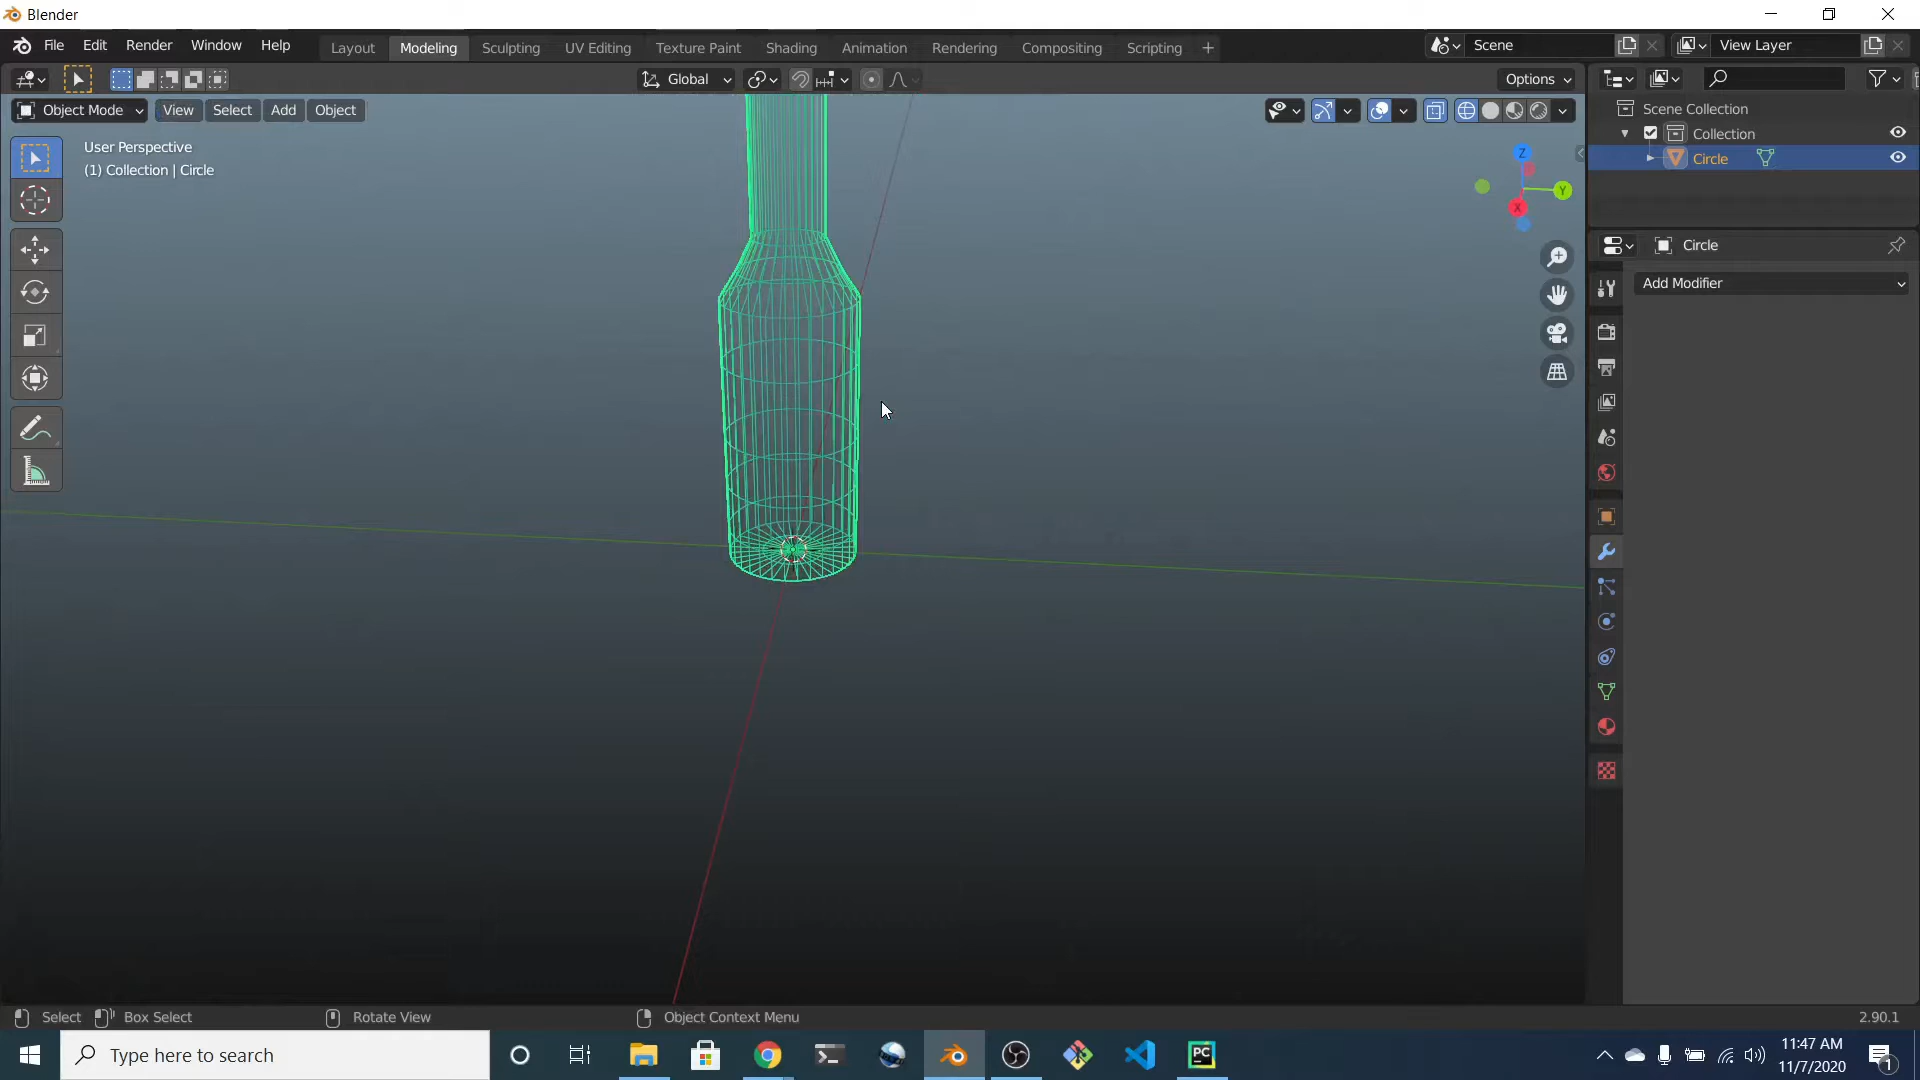 Blender
File Edit Render Window Help Layout Modeling Sculpting UV Editing Texture Paint Shading Animation Rendering Compositing Scripting + Scene View Layer
Global Options
Object Mode View Select Add Object
Scene Collection
Collection
Circle
User Perspective
(1) Collection | Circle
Z
Y
X
Circle
Add Modifier
Select Box Select Rotate View Object Context Menu 2.90.1
Type here to search
PC
11:47 AM
11/7/2020
1